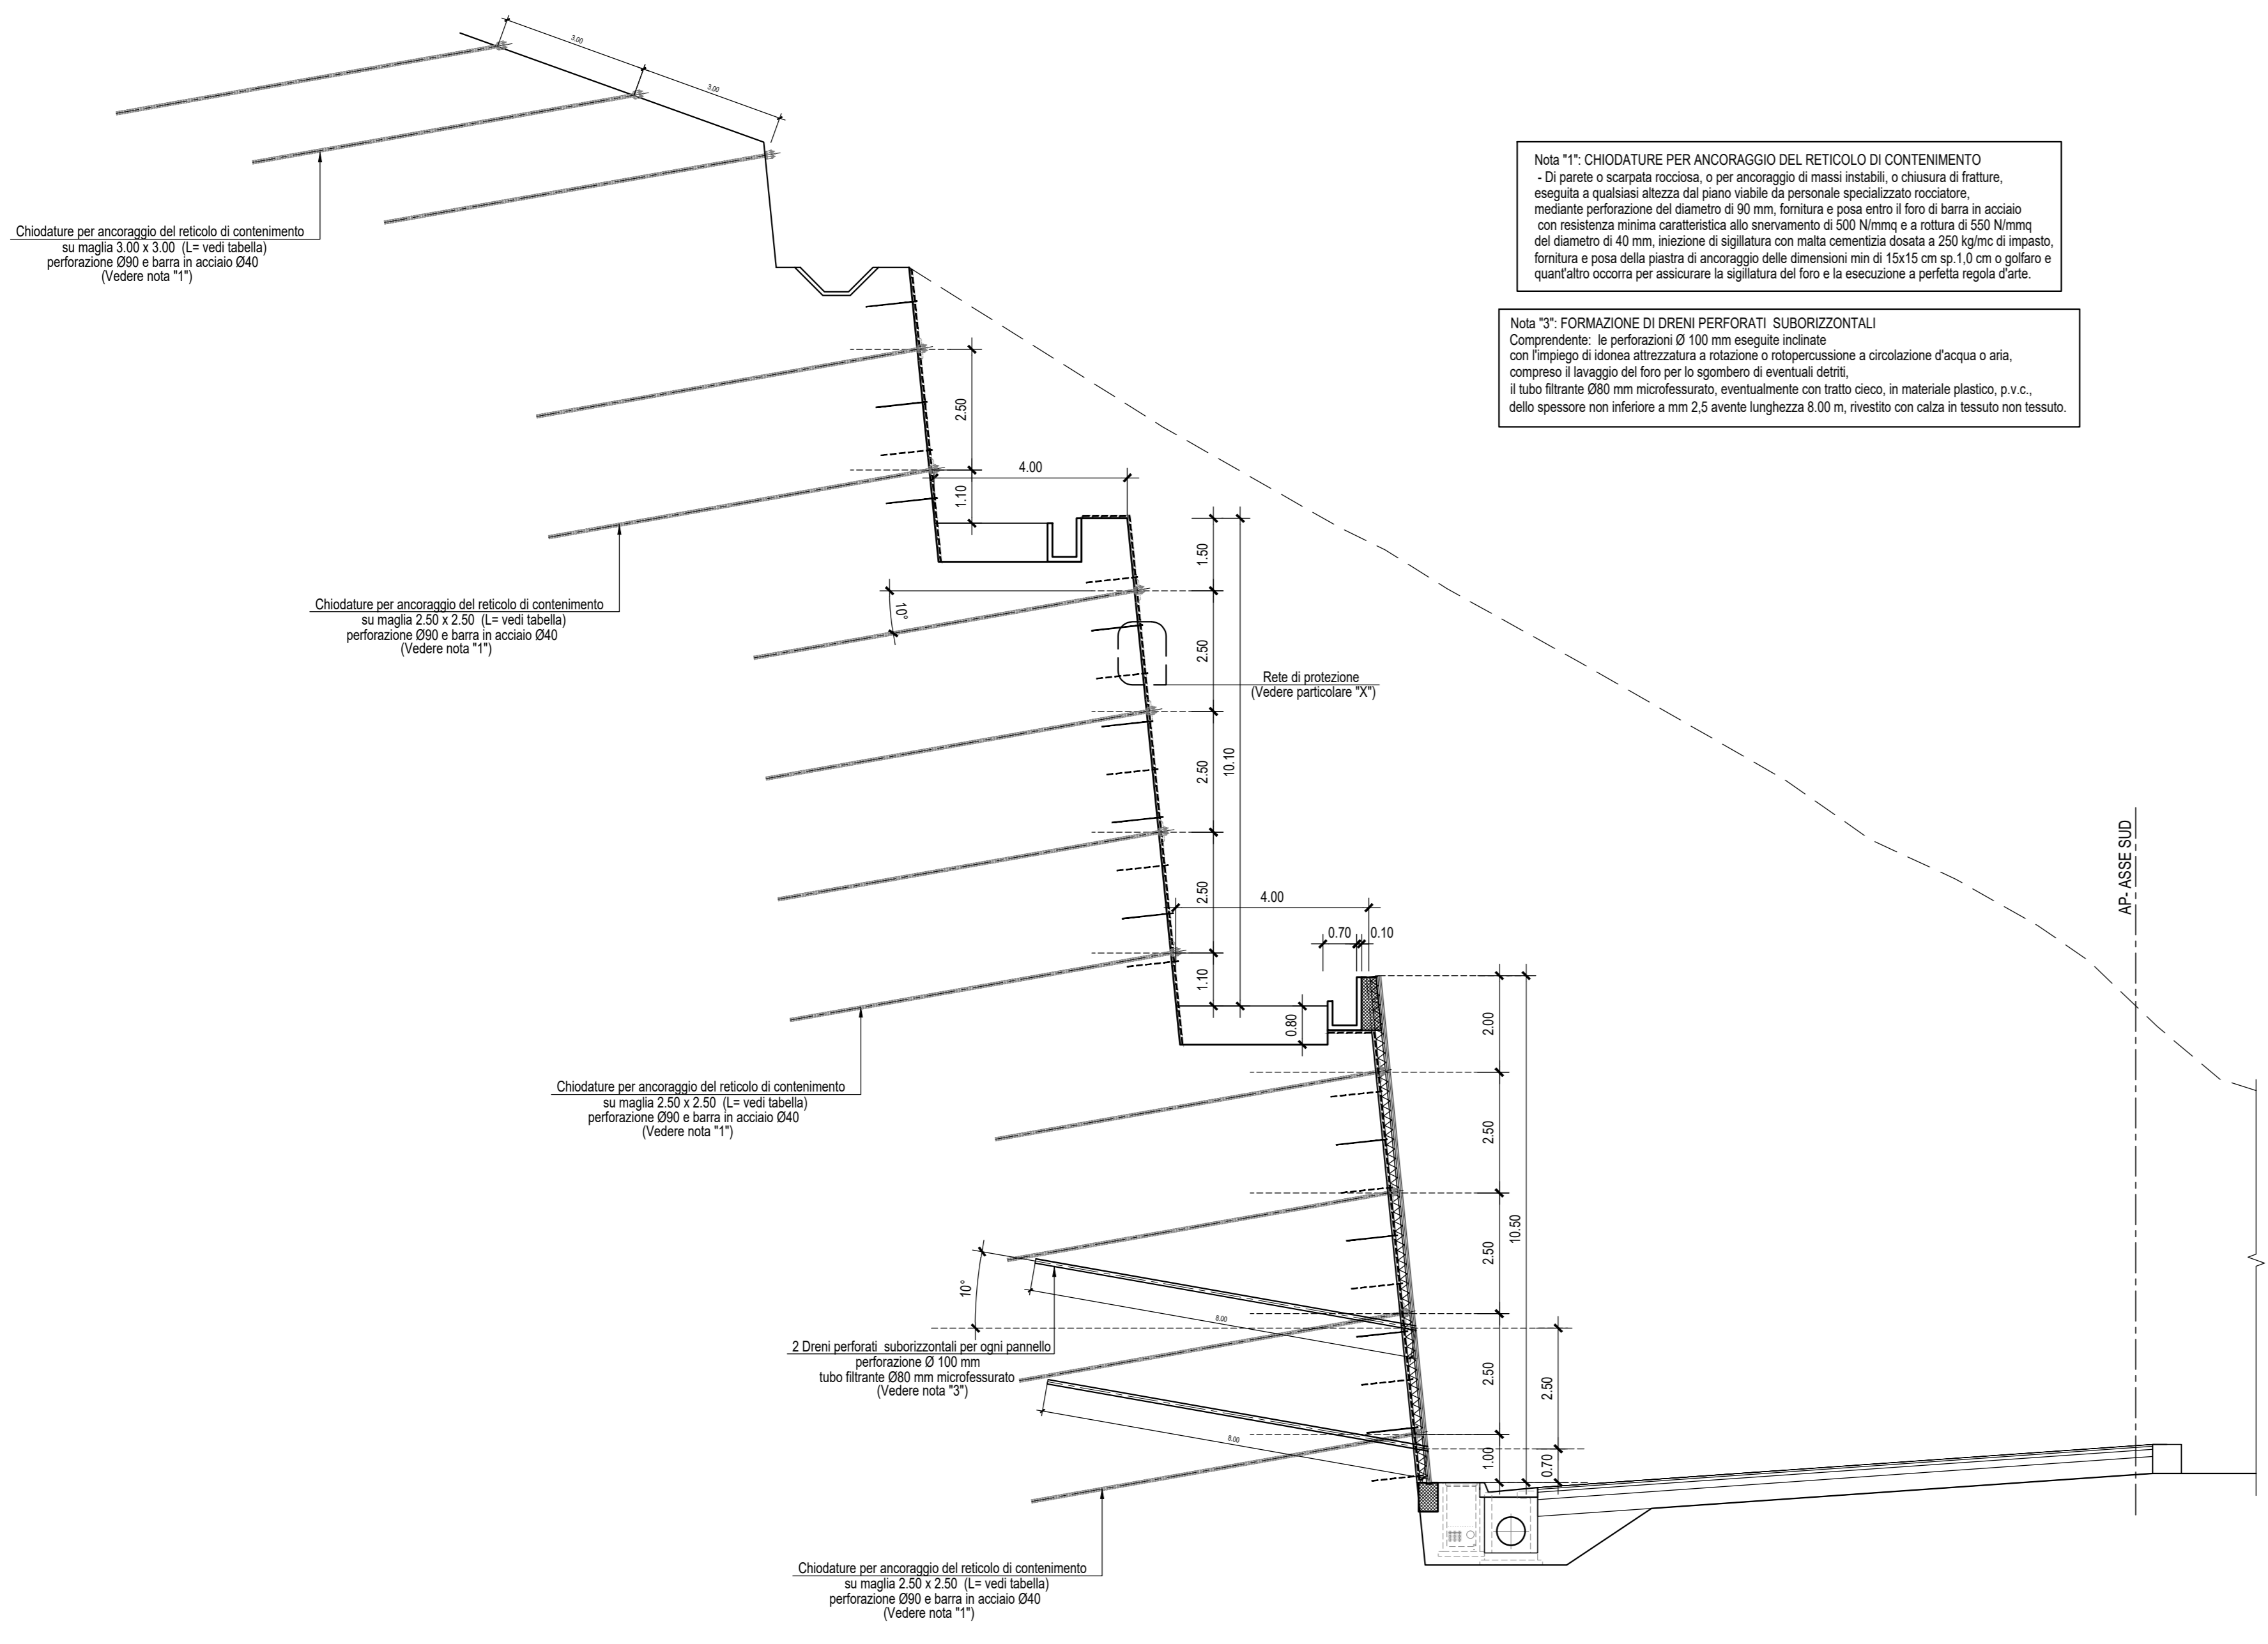 3.00
3.00
Nota "1": CHIODATURE PER ANCORAGGIO DEL RETICOLO DI CONTENIMENTO
- Di parete o scarpata rocciosa, o per ancoraggio di massi instabili, o chiusura di fratture,
eseguita a qualsiasi altezza dal piano viabile da personale specializzato rocciatore,
mediante perforazione del diametro di 90 mm, fornitura e posa entro il foro di barra in acciaio
con resistenza minima caratteristica allo snervamento di 500 N/mmq e a rottura di 550 N/mmq
del diametro di 40 mm, iniezione di sigillatura con malta cementizia dosata a 250 kg/mc di impasto,
fornitura e posa della piastra di ancoraggio delle dimensioni min di 15x15 cm sp.1,0 cm o golfaro e
quant'altro occorra per assicurare la sigillatura del foro e la esecuzione a perfetta regola d'arte.
Nota "3": FORMAZIONE DI DRENI PERFORATI SUBORIZZONTALI
Comprendente: le perforazioni Ø 100 mm eseguite inclinate
con l'impiego di idonea attrezzatura a rotazione o rotopercussione a circolazione d'acqua o aria,
compreso il lavaggio del foro per lo sgombero di eventuali detriti,
il tubo filtrante Ø80 mm microfessurato, eventualmente con tratto cieco, in materiale plastico, p.v.c.,
dello spessore non inferiore a mm 2,5 avente lunghezza 8.00 m, rivestito con calza in tessuto non tessuto.
Chiodature per ancoraggio del reticolo di contenimento
su maglia 3.00 x 3.00 (L= vedi tabella)
perforazione Ø90 e barra in acciaio Ø40
(Vedere nota "1")
2.50
4.00
1.10
1.50
10°
Chiodature per ancoraggio del reticolo di contenimento
su maglia 2.50 x 2.50 (L= vedi tabella)
perforazione Ø90 e barra in acciaio Ø40
(Vedere nota "1")
2.50
Rete di protezione
(Vedere particolare "X")
2.50
10.10
2.50
4.00
1.10
AP- ASSE SUD
0.70
0.10
0.80
2.00
Chiodature per ancoraggio del reticolo di contenimento
su maglia 2.50 x 2.50 (L= vedi tabella)
perforazione Ø90 e barra in acciaio Ø40
(Vedere nota "1")
2.50
2.50
10.50
10°
8.00
2 Dreni perforati suborizzontali per ogni pannello
perforazione Ø 100 mm
tubo filtrante Ø80 mm microfessurato
(Vedere nota "3")
2.50
2.50
8.00
1.00
0.70
Chiodature per ancoraggio del reticolo di contenimento
su maglia 2.50 x 2.50 (L= vedi tabella)
perforazione Ø90 e barra in acciaio Ø40
(Vedere nota "1")